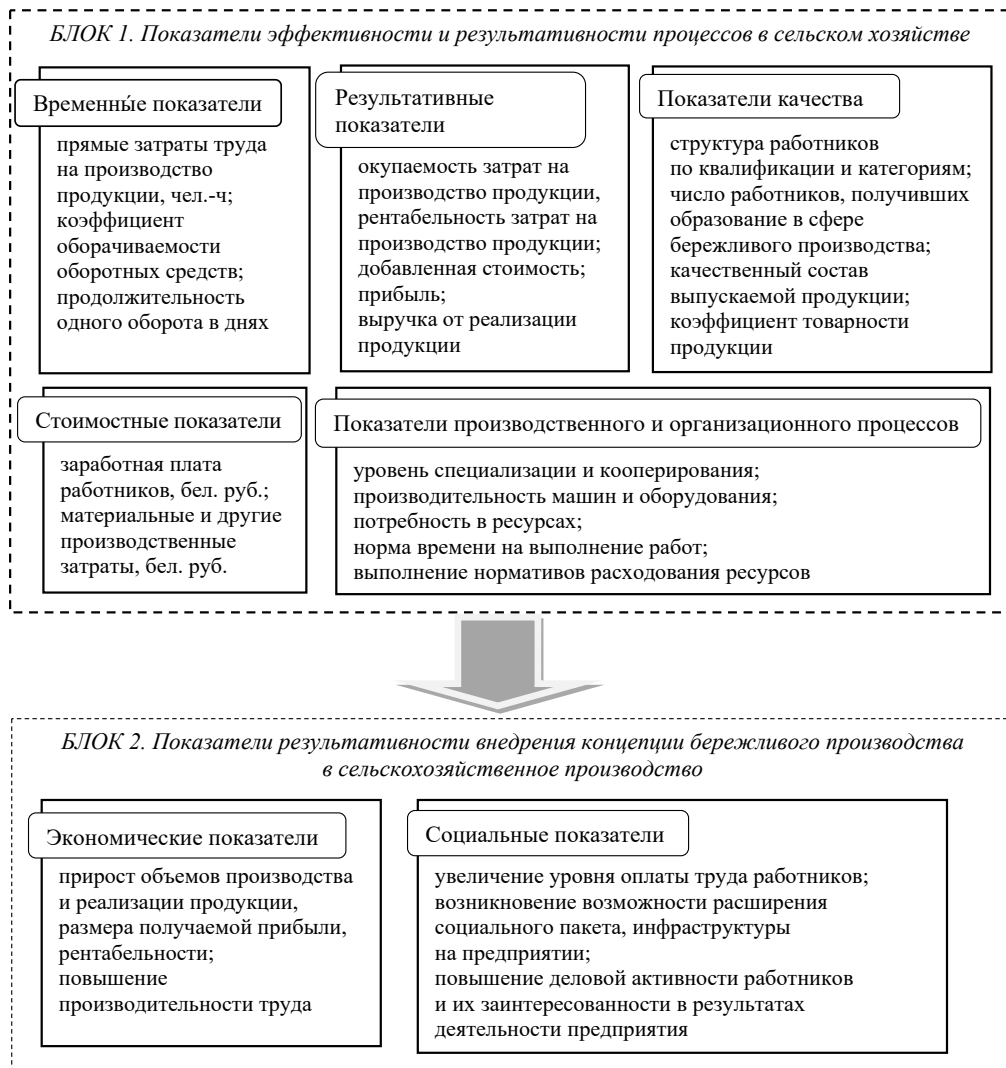 БЛОК 1. Показатели эффективности и результативности процессов в сельском хозяйстве
Временны́е показатели
прямые затраты труда
на производство
продукции, чел.-ч;
коэффициент
оборачиваемости
оборотных средств;
продолжительность
одного оборота в днях
Результативные
показатели
окупаемость затрат на
производство продукции,
рентабельность затрат на
производство продукции;
добавленная стоимость;
прибыль;
выручка от реализации
продукции
Показатели качества
структура работников
по квалификации и категориям;
число работников, получивших
образование в сфере
бережливого производства;
качественный состав
выпускаемой продукции;
коэффициент товарности
продукции
Стоимостные показатели
заработная плата
работников, бел. руб.;
материальные и другие
производственные
затраты, бел. руб.
Показатели производственного и организационного процессов
уровень специализации и кооперирования;
производительность машин и оборудования;
потребность в ресурсах;
норма времени на выполнение работ;
выполнение нормативов расходования ресурсов
БЛОК 2. Показатели результативности внедрения концепции бережливого производства
в сельскохозяйственное производство
Экономические показатели
прирост объемов производства
и реализации продукции,
размера получаемой прибыли,
рентабельности;
повышение
производительности труда
Социальные показатели
увеличение уровня оплаты труда работников;
возникновение возможности расширения
социального пакета, инфраструктуры
на предприятии;
повышение деловой активности работников
и их заинтересованности в результатах
деятельности предприятия